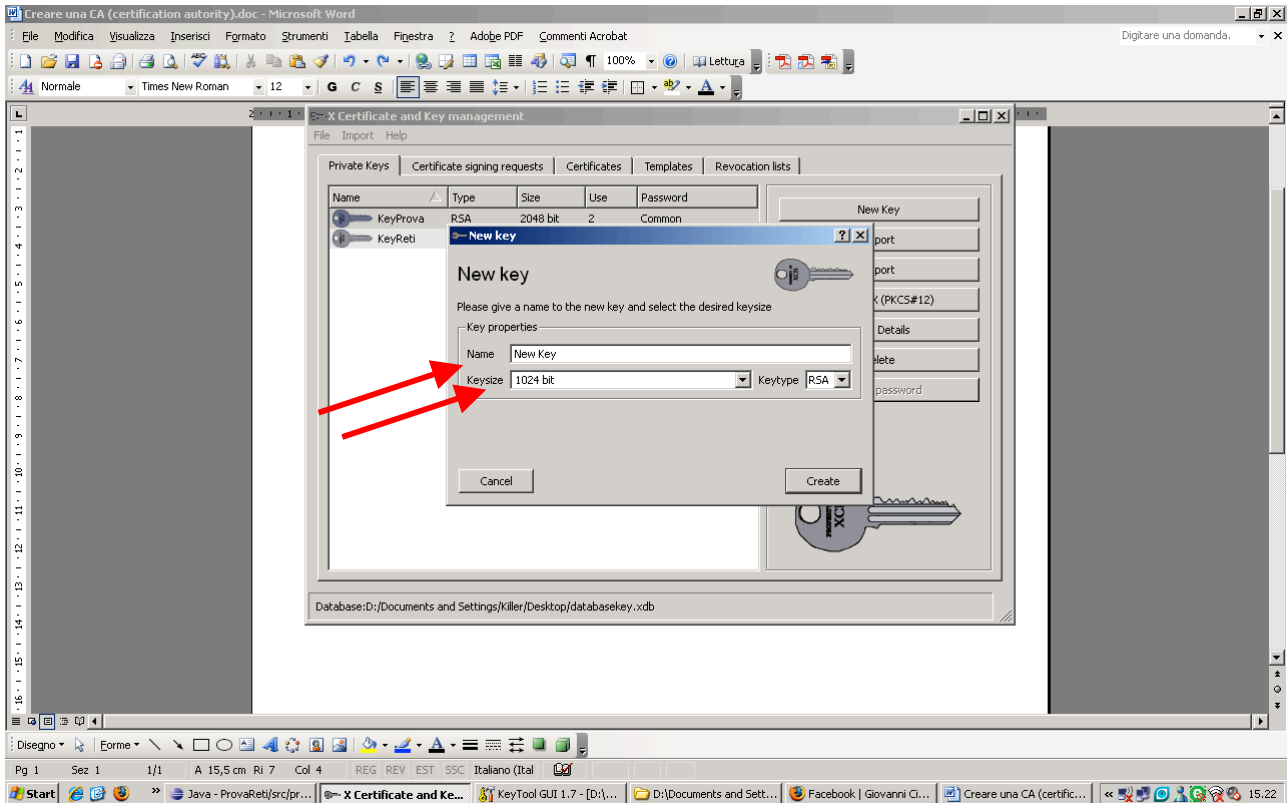 Creare una CA (certification autority).doc - Microsoft Word
File Modifica Visualizza Inserisci Formato Strumenti Tabella Finestra ? Adobe PDF Commenti Acrobat
Digitare una domanda.
100% Lettura
Normale Times New Roman 12 G C S
X Certificate and Key management
File Import Help
Private Keys Certificate signing requests Certificates Templates Revocation lists
Name Type Size Use Password
KeyProva RSA 2048 bit 2 Common
KeyReti
New Key
port
port
(PKCS#12)
Details
elete
password
New key
New key
Please give a name to the new key and select the desired keysize
Key properties
Name New Key
Keysize 1024 bit Keytype RSA
Cancel Create
Database:D:/Documents and Settings/Killer/Desktop/databasekey.xdb
Disegno Forme
Pg 1 Sez 1 1/1 A 15,5 cm Ri 7 Col 4 REG REV EST SSC Italiano (Ital
Start » Java - ProvaReti/src/pr... X Certificate and Ke... KeyTool GUI 1.7 - [D:\... D:\Documents and Sett... Facebook | Giovanni Ci... Creare una CA (certific... « 15.22